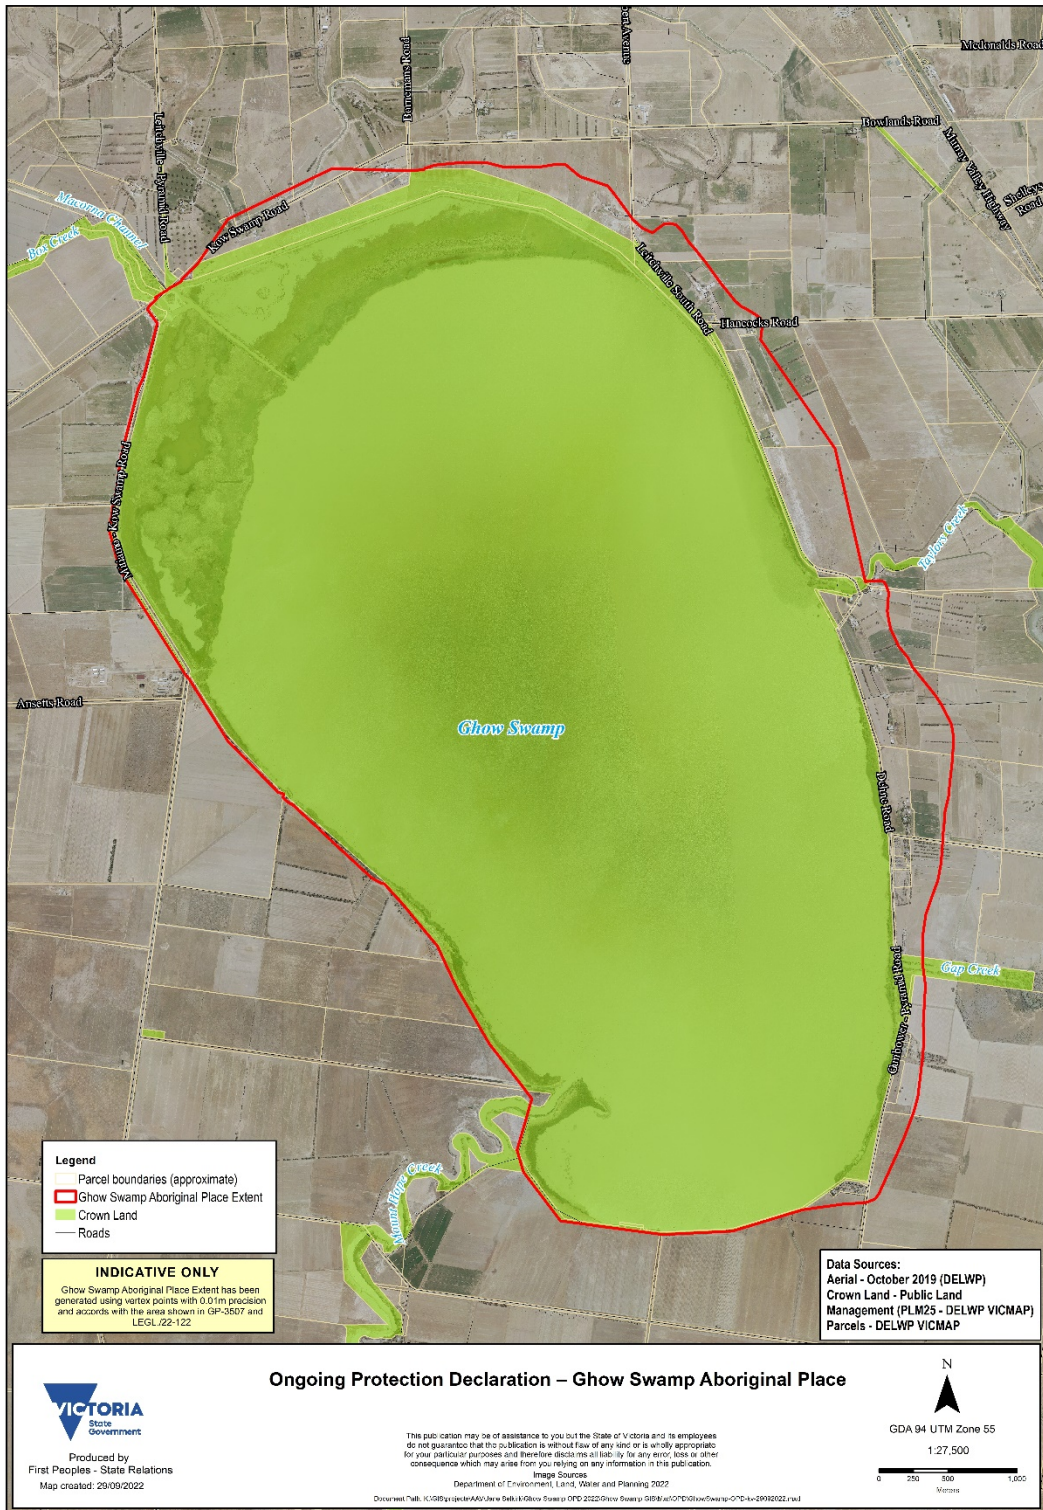 bert Avenue
Mcdonalds Road
Barnemans Road
Bowlands Road
Leitchville - Pyramid Road
Murray Valley Highway
Shelleys
Road
Macorna Channel
Box Creek
Kow Swamp Road
Leitchville South Road
Hancocks Road
Mincha - Kow Swamp Road
Taylors Creek
Ansetts Road
Ghow Swamp
Dehne Road
Gap Creek
Gunbower - Pyramid Road
Mount Hope Creek
Legend
Parcel boundaries (approximate)
Ghow Swamp Aboriginal Place Extent
Crown Land
Roads
INDICATIVE ONLY
Ghow Swamp Aboriginal Place Extent has been
generated using vertex points with 0.01m precision
and accords with the area shown in GP-3507 and
LEGL./22-122
Data Sources:
Aerial - October 2019 (DELWP)
Crown Land - Public Land
Management (PLM25 - DELWP VICMAP)
Parcels - DELWP VICMAP
Ongoing Protection Declaration – Ghow Swamp Aboriginal Place
VICTORIA
State
Government
Produced by
First Peoples - State Relations
Map created: 29/09/2022
This publication may be of assistance to you but the State of Victoria and its employees
do not guarantee that the publication is without flaw of any kind or is wholly appropriate
for your particular purposes and therefore disclaims all liability for any error, loss or other
consequence which may arise from you relying on any information in this publication.
Image Sources
Department of Environment, Land, Water and Planning 2022
Document Path:
N
GDA 94 UTM Zone 55
1:27,500
0 250 500 1,000
Meters